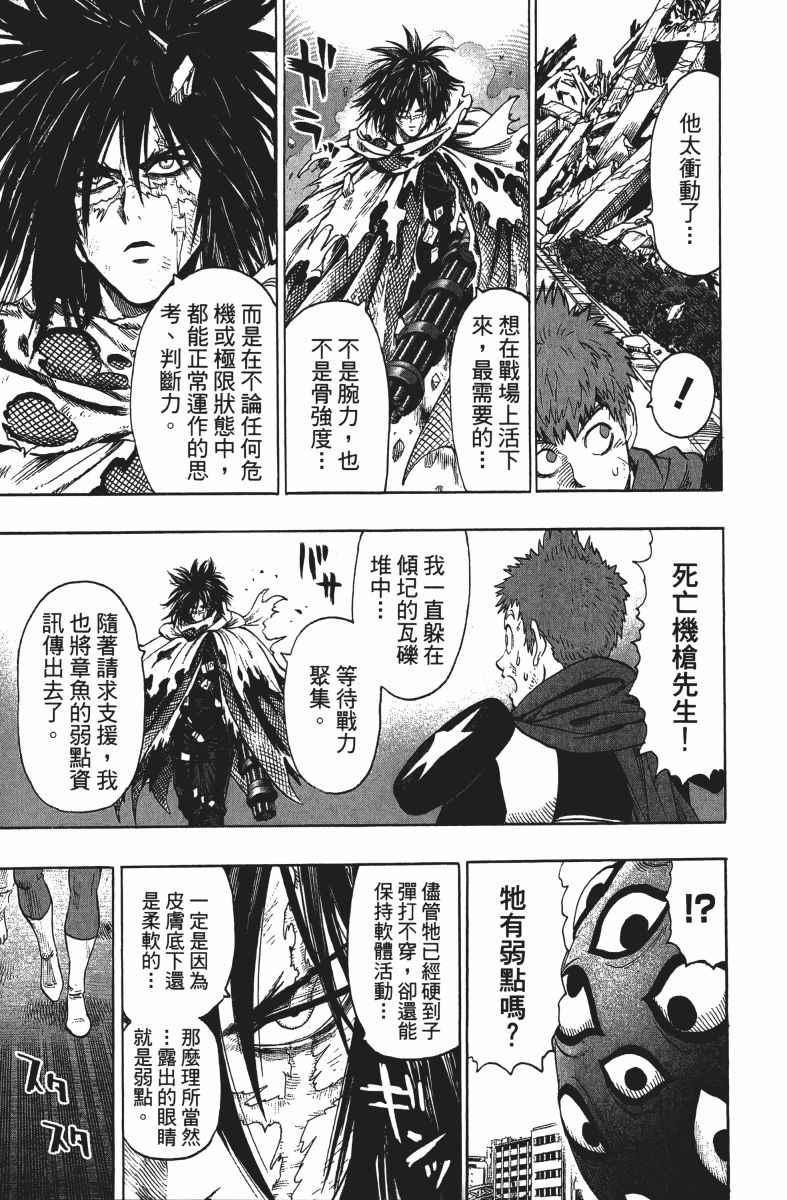 他太衝動了…
！
想在戰場上活下
來，最需要的…
ガラ
不是腕力，也
不是骨強度…
而是在不論任何危
機或極限狀態中，
都能正常運作的思
考、判斷力。
死亡機槍先生！
我一直躲在
傾圮的瓦礫
堆中…
等待戰力
聚集。
バサ
隨著請求支援，我
也將章魚的弱點資
訊傳出去了。
！？
牠有弱點嗎？
儘管牠已經硬到子
彈打不穿，卻還能
保持軟體活動…
ギン
一定是因為
皮膚底下還
是柔軟的…
那麼理所當然
…露出的眼睛
就是弱點。
スタ
スタ